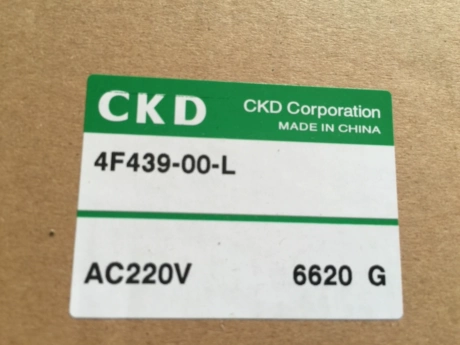 CKD
CKD Corporation
MADE IN CHINA
4F439-00-L
AC220V 6620 G